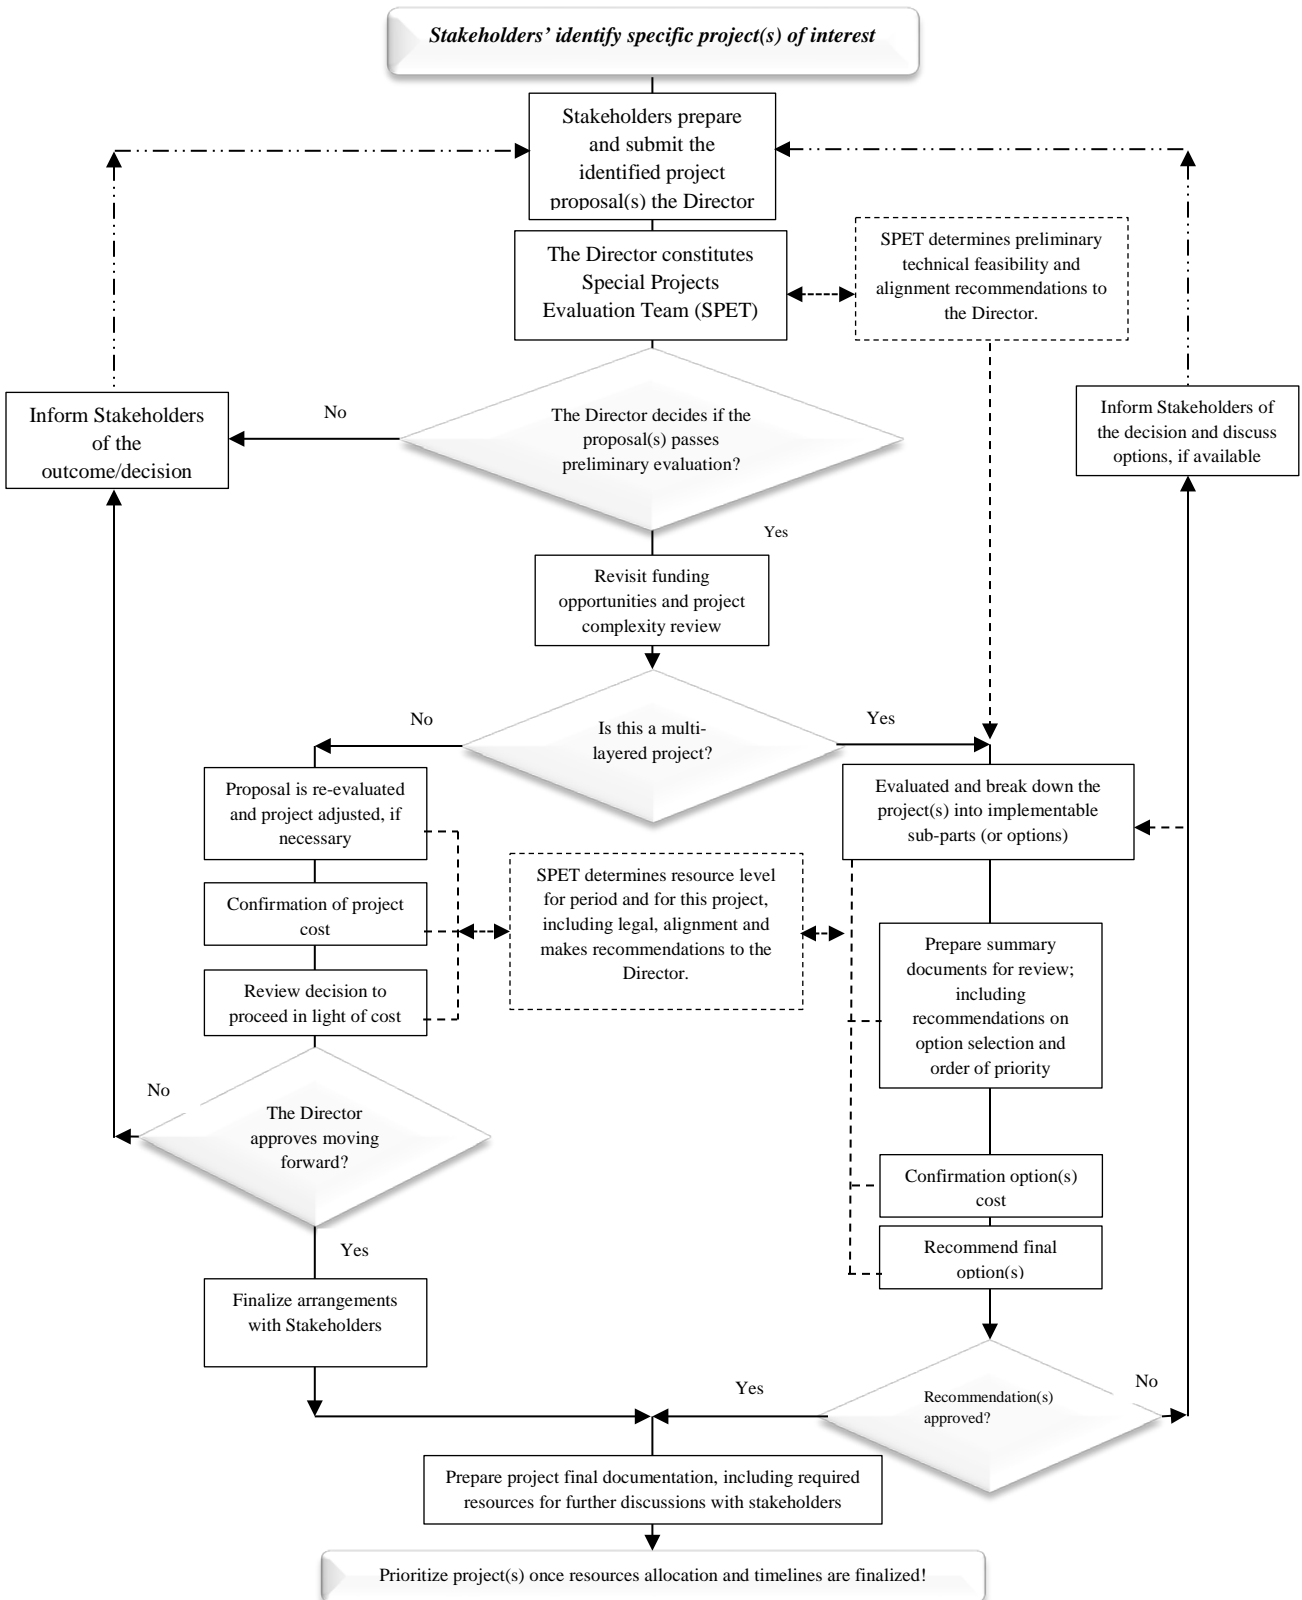 Stakeholders’ identify specific project(s) of interest
Stakeholders prepare
and submit the
identified project
proposal(s) the Director
The Director constitutes
Special Projects
Evaluation Team (SPET)
SPET determines preliminary
technical feasibility and
alignment recommendations to
the Director.
Inform Stakeholders
of the
outcome/decision
No
The Director decides if the
proposal(s) passes
preliminary evaluation?
Inform Stakeholders of
the decision and discuss
options, if available
Yes
Revisit funding
opportunities and project
complexity review
No
Is this a multi-
layered project?
Yes
Proposal is re-evaluated
and project adjusted, if
necessary
Evaluated and break down the
project(s) into implementable
sub-parts (or options)
SPET determines resource level
for period and for this project,
including legal, alignment and
makes recommendations to the
Director.
Confirmation of project
cost
Review decision to
proceed in light of cost
Prepare summary
documents for review;
including
recommendations on
option selection and
order of priority
No
The Director
approves moving
forward?
Confirmation option(s)
cost
Yes
Recommend final
option(s)
Finalize arrangements
with Stakeholders
Yes
Recommendation(s)
approved?
No
Prepare project final documentation, including required
resources for further discussions with stakeholders
Prioritize project(s) once resources allocation and timelines are finalized!